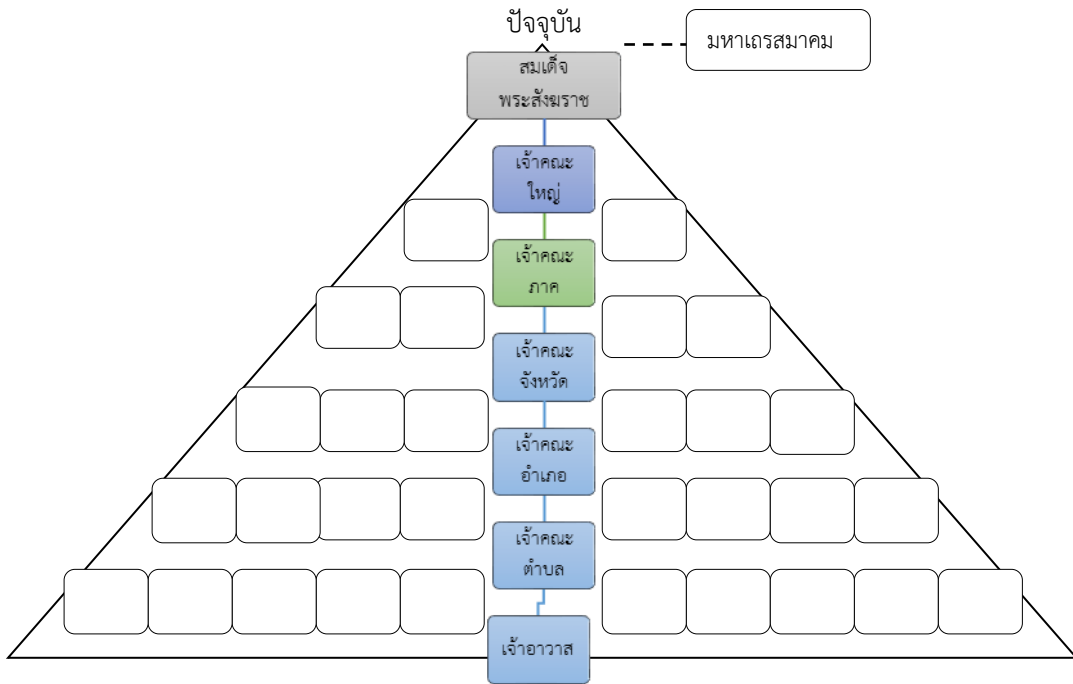 ปัจจุบัน
มหาเถรสมาคม
สมเด็จ
พระสังฆราช
เจ้าคณะ
ใหญ่
เจ้าคณะ
ภาค
เจ้าคณะ
จังหวัด
เจ้าคณะ
อำเภอ
เจ้าคณะ
ตำบล
เจ้าอาวาส